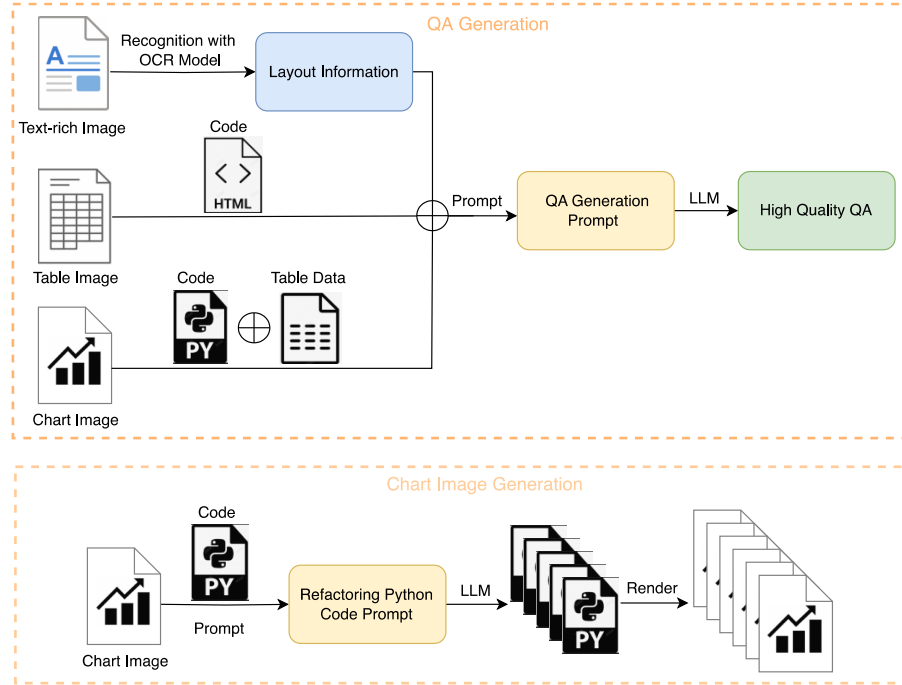 QA Generation
Recognition with
OCR Model
A
Layout Information
Text-rich Image
Code
HTML
Prompt
QA Generation
Prompt
LLM
High Quality QA
Table Image
Code
Table Data
PY
Chart Image
Chart Image Generation
Code
PY
Refactoring Python
Code Prompt
LLM
PY
Render
Prompt
Chart Image